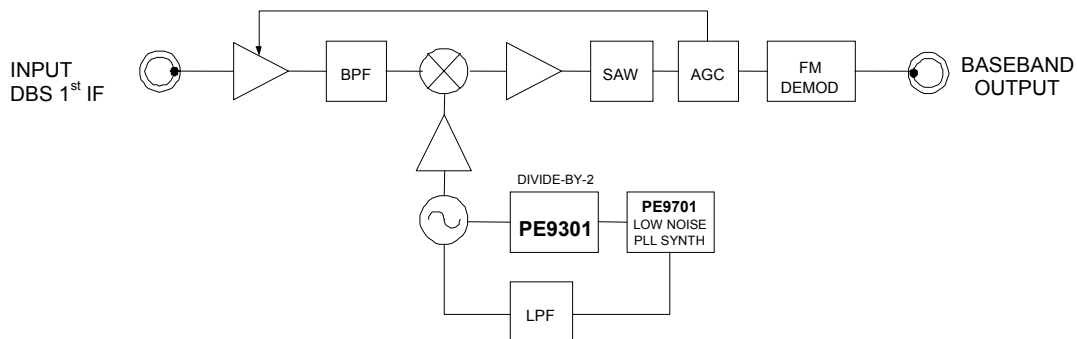 INPUT
DBS 1st IF
BPF
SAW
AGC
FM
DEMOD
BASEBAND
OUTPUT
DIVIDE-BY-2
PE9301
PE9701
LOW NOISE
PLL SYNTH
LPF